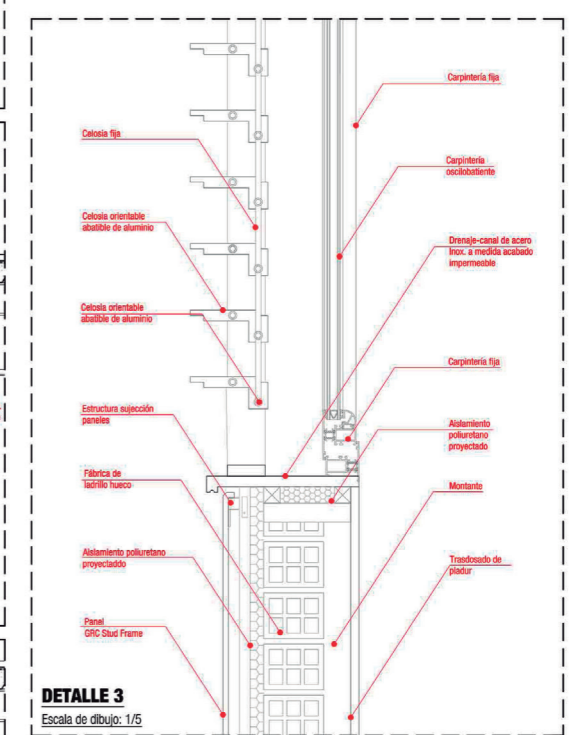 Celosía fija
Celosía orientable
abatible de aluminio
Celosía orientable
abatible de aluminio
Estructura sujección
paneles
Fábrica de
ladrillo hueco
Aislamiento poliuretano
proyectaddo
Panel
GRC Stud Frame
Carpintería fija
Carpintería
oscilobatiente
Drenaje-canal de acero
Inox. a medida acabado
impermeable
Carpintería fija
Aislamiento
poliuretano
proyectado
Montante
Trasdosado de
pladur
DETALLE 3
Escala de dibujo: 1/5